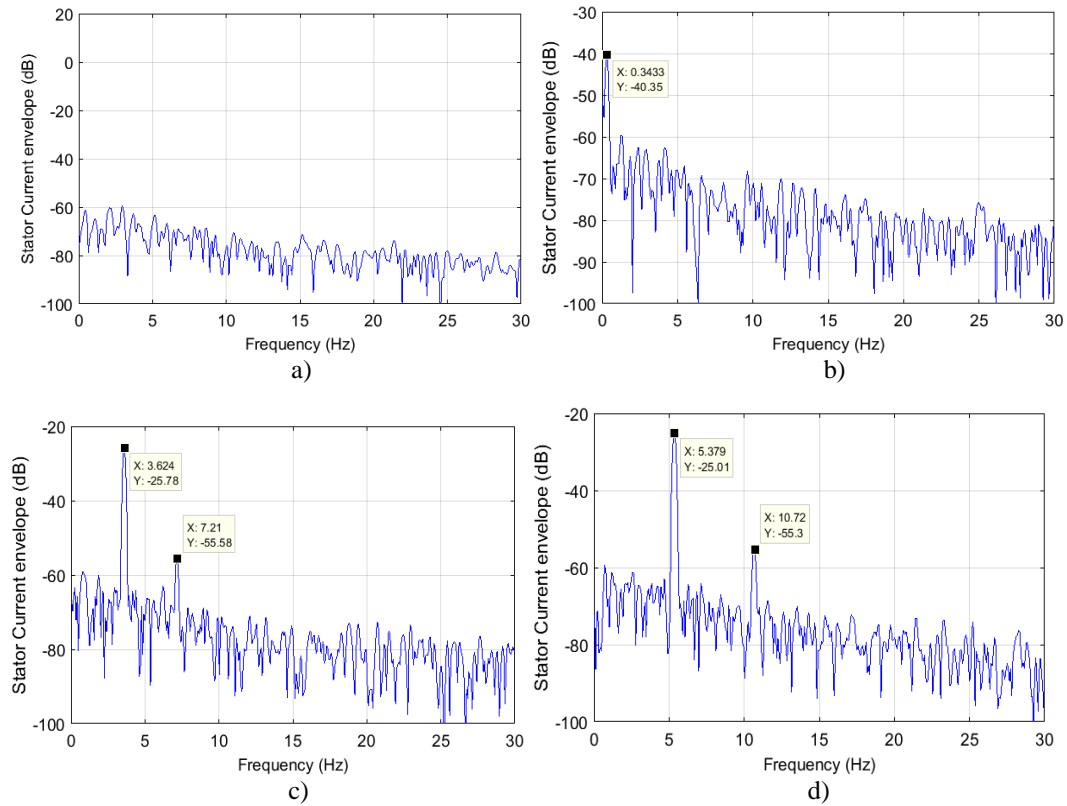 20
0
-20
-40
-60
-80
-100
Stator Current envelope (dB)
0 5 10 15 20 25 30
Frequency (Hz)
a)
-30
-40
-50
-60
-70
-80
-90
-100
Stator Current envelope (dB)
X: 0.3433
Y: -40.35
0 5 10 15 20 25 30
Frequency (Hz)
b)
-20
-40
-60
-80
-100
Stator Current envelope (dB)
X: 3.624
Y: -25.78
X: 7.21
Y: -55.58
0 5 10 15 20 25 30
Frequency (Hz)
c)
-20
-40
-60
-80
-100
Stator Current envelope (dB)
X: 5.379
Y: -25.01
X: 10.72
Y: -55.3
0 5 10 15 20 25 30
Frequency (Hz)
d)